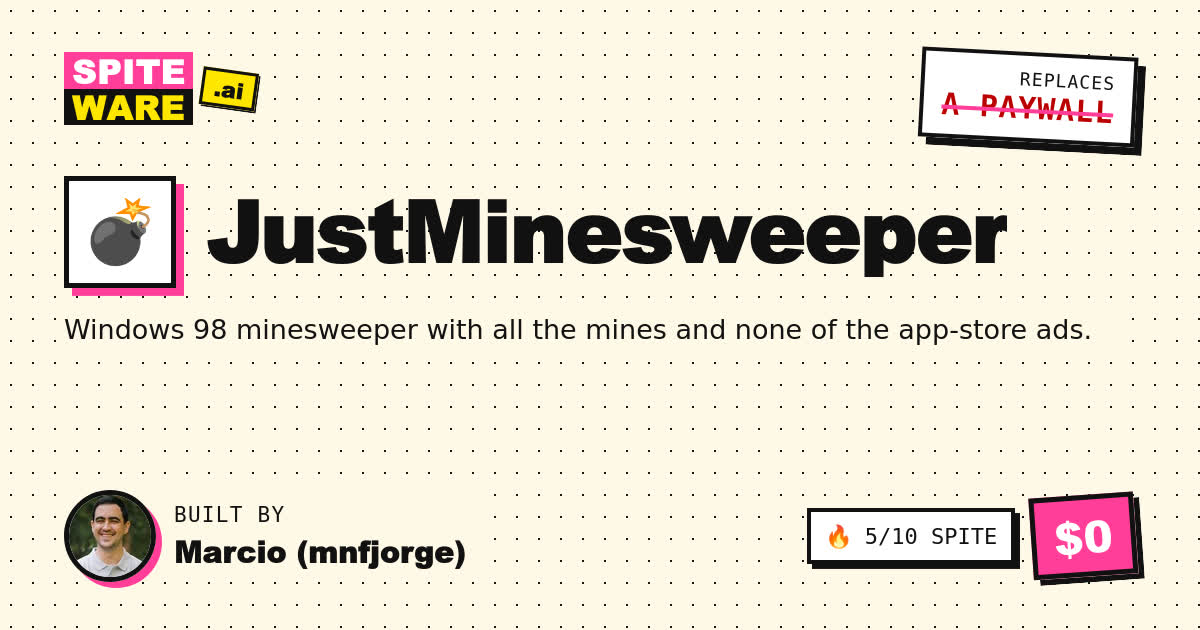 SPITE
WARE
.ai
REPLACES
A PAYWALL
JustMinesweeper
Windows 98 minesweeper with all the mines and none of the app-store ads.
BUILT BY
Marcio (mnfjorge)
🔥 5/10 SPITE
$0